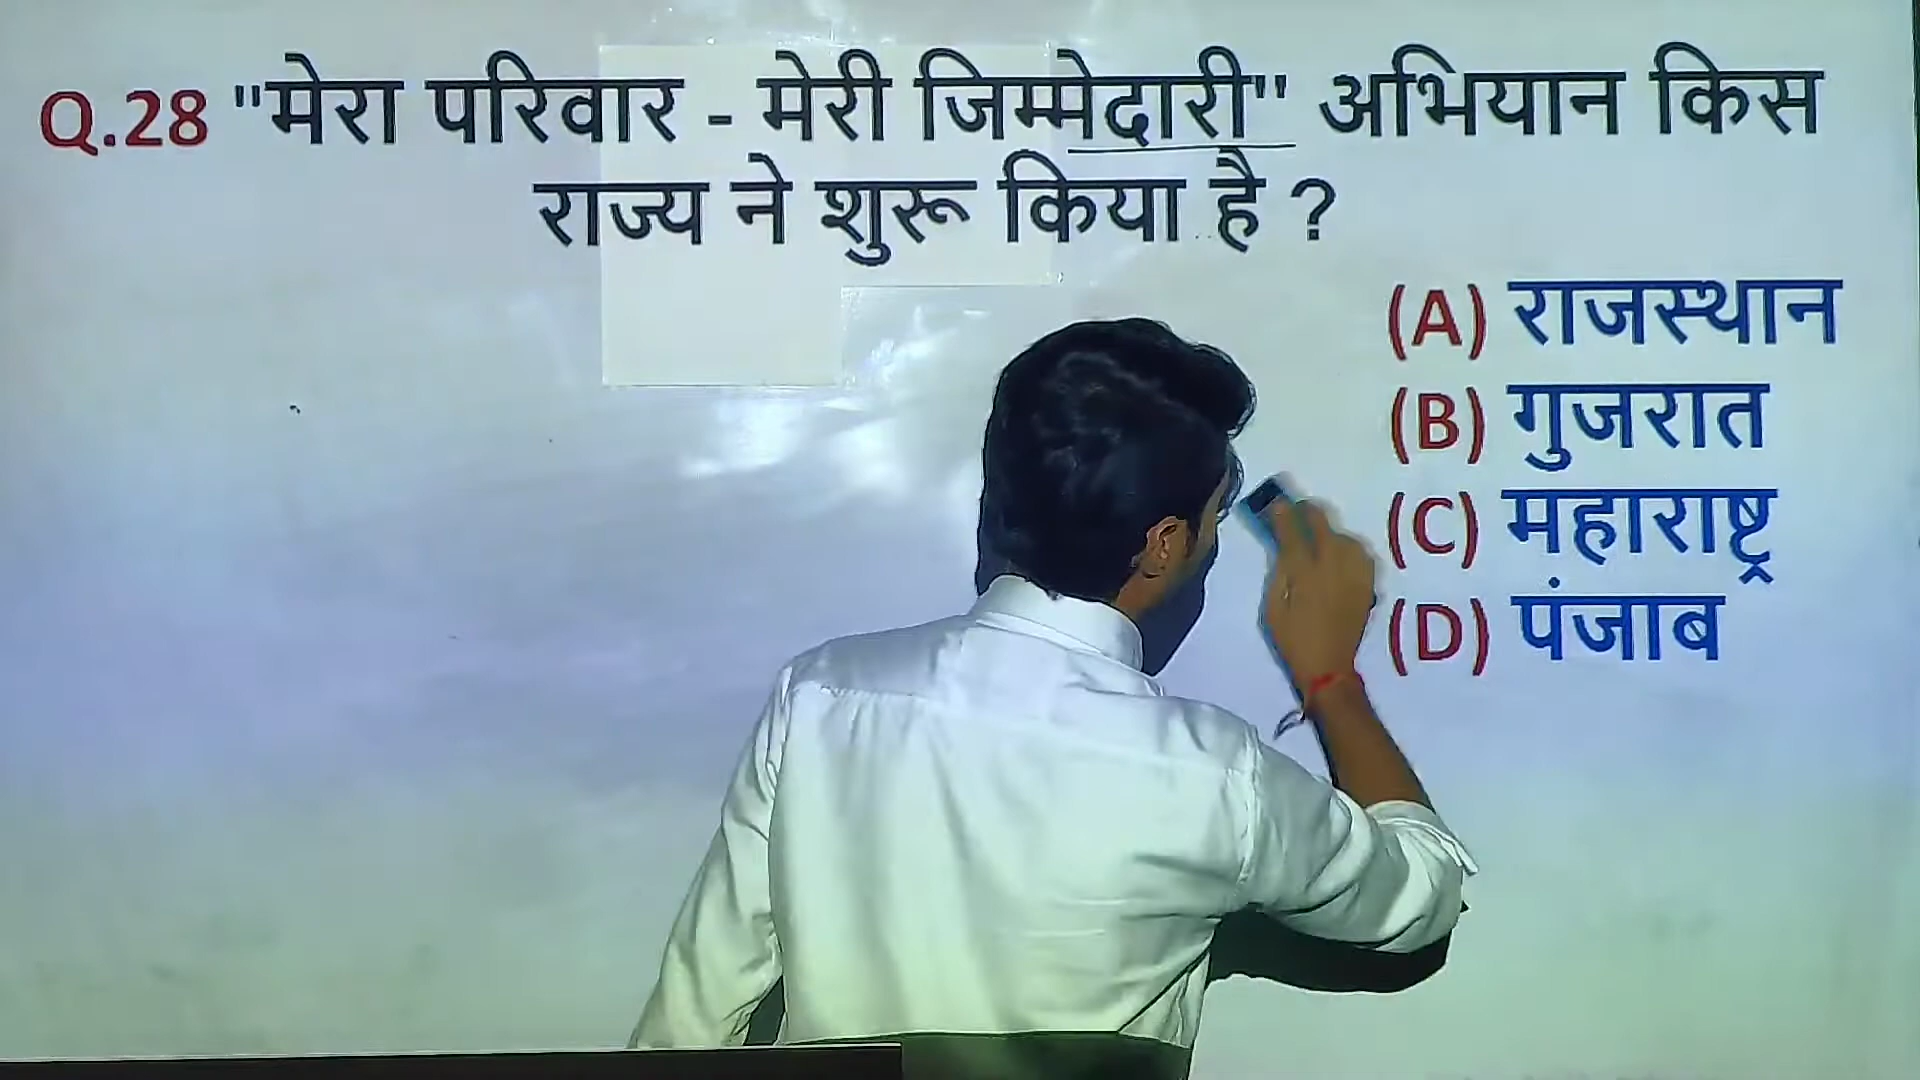 Q.28 "मेरा परिवार - मेरी जिम्मेदारी" अभियान किस
राज्य ने शुरू किया है ?
(A) राजस्थान
(B) गुजरात
(C) महाराष्ट्र
(D) पंजाब